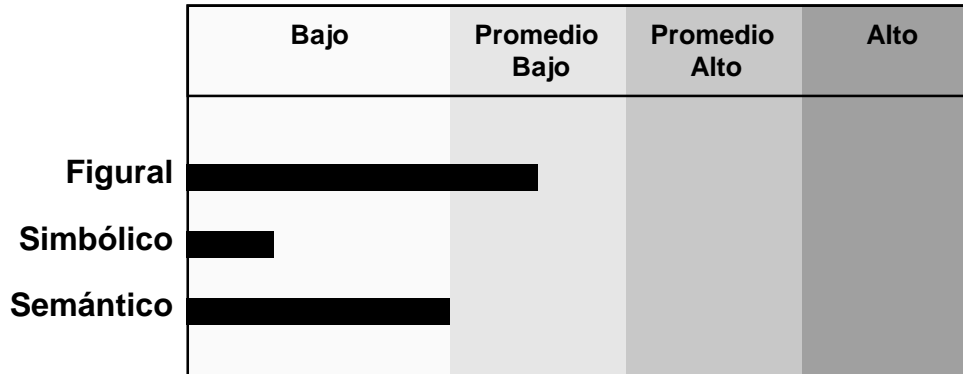 Bajo
Promedio
Bajo
Promedio
Alto
Alto
Figural
Simbólico
Semántico